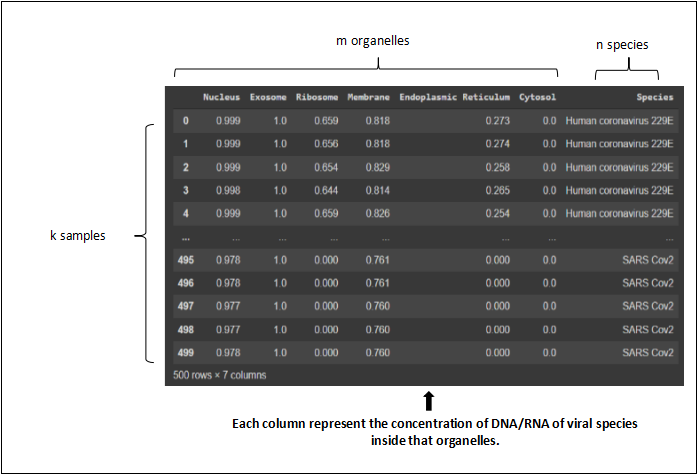 m organelles
n species
Nucleus Exosome Ribosome Membrane Endoplasmic Reticulum Cytosol Species
0 0.999 1.0 0.659 0.818 0.273 0.0 Human coronavirus 229E
1 0.999 1.0 0.656 0.818 0.274 0.0 Human coronavirus 229E
2 0.999 1.0 0.654 0.829 0.258 0.0 Human coronavirus 229E
3 0.998 1.0 0.644 0.814 0.265 0.0 Human coronavirus 229E
4 0.999 1.0 0.659 0.826 0.254 0.0 Human coronavirus 229E
k samples
... ... ... ... ... ... ... ...
495 0.978 1.0 0.000 0.761 0.000 0.0 SARS Cov2
496 0.978 1.0 0.000 0.761 0.000 0.0 SARS Cov2
497 0.977 1.0 0.000 0.760 0.000 0.0 SARS Cov2
498 0.977 1.0 0.000 0.760 0.000 0.0 SARS Cov2
499 0.978 1.0 0.000 0.760 0.000 0.0 SARS Cov2
500 rows × 7 columns
Each column represent the concentration of DNA/RNA of viral species
inside that organelles.